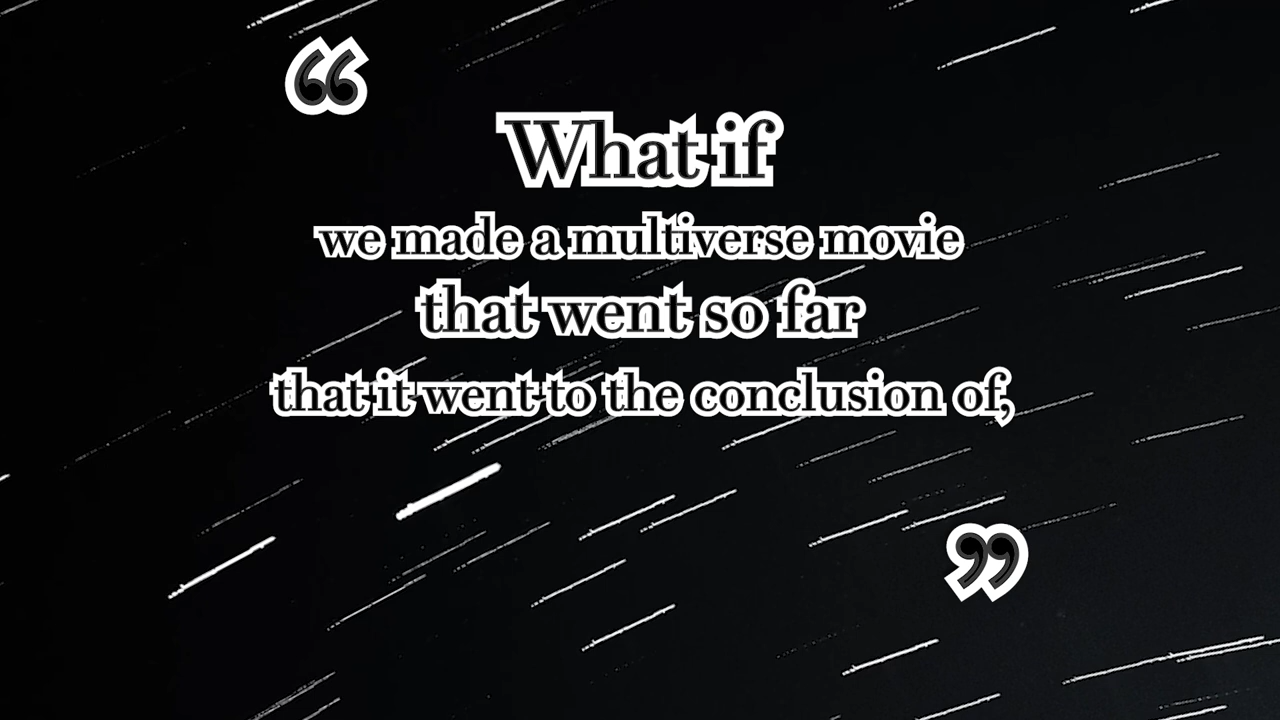 “
What if
we made a multiverse movie
that went so far
that it went to the conclusion of,
”